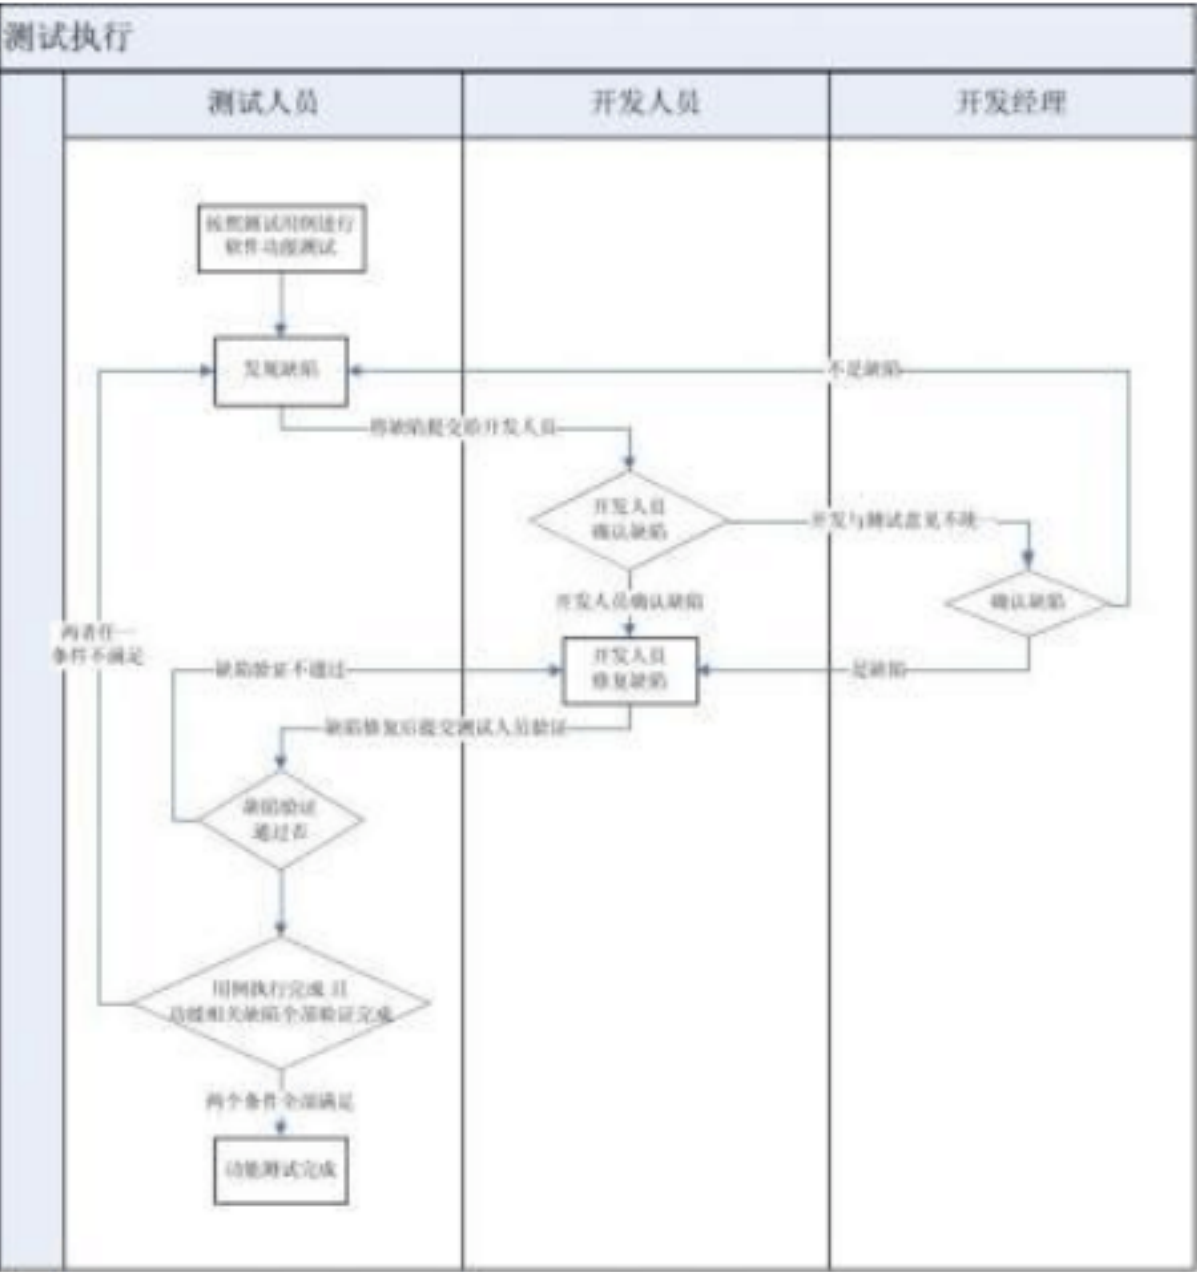 测试执行
测试人员
开发人员
开发经理
按照测试用例进行
软件功能测试
发现缺陷
不是缺陷
将缺陷提交给开发人员
开发人员
确认缺陷
开发与测试意见不统一
确认缺陷
开发人员确认缺陷
两者任一
条件不满足
缺陷验证不通过
开发人员
修复缺陷
是缺陷
缺陷修复后提交测试人员验证
缺陷验证
通过否
用例执行完成 且
功能相关缺陷全部验证完成
两个条件全部满足
功能测试完成